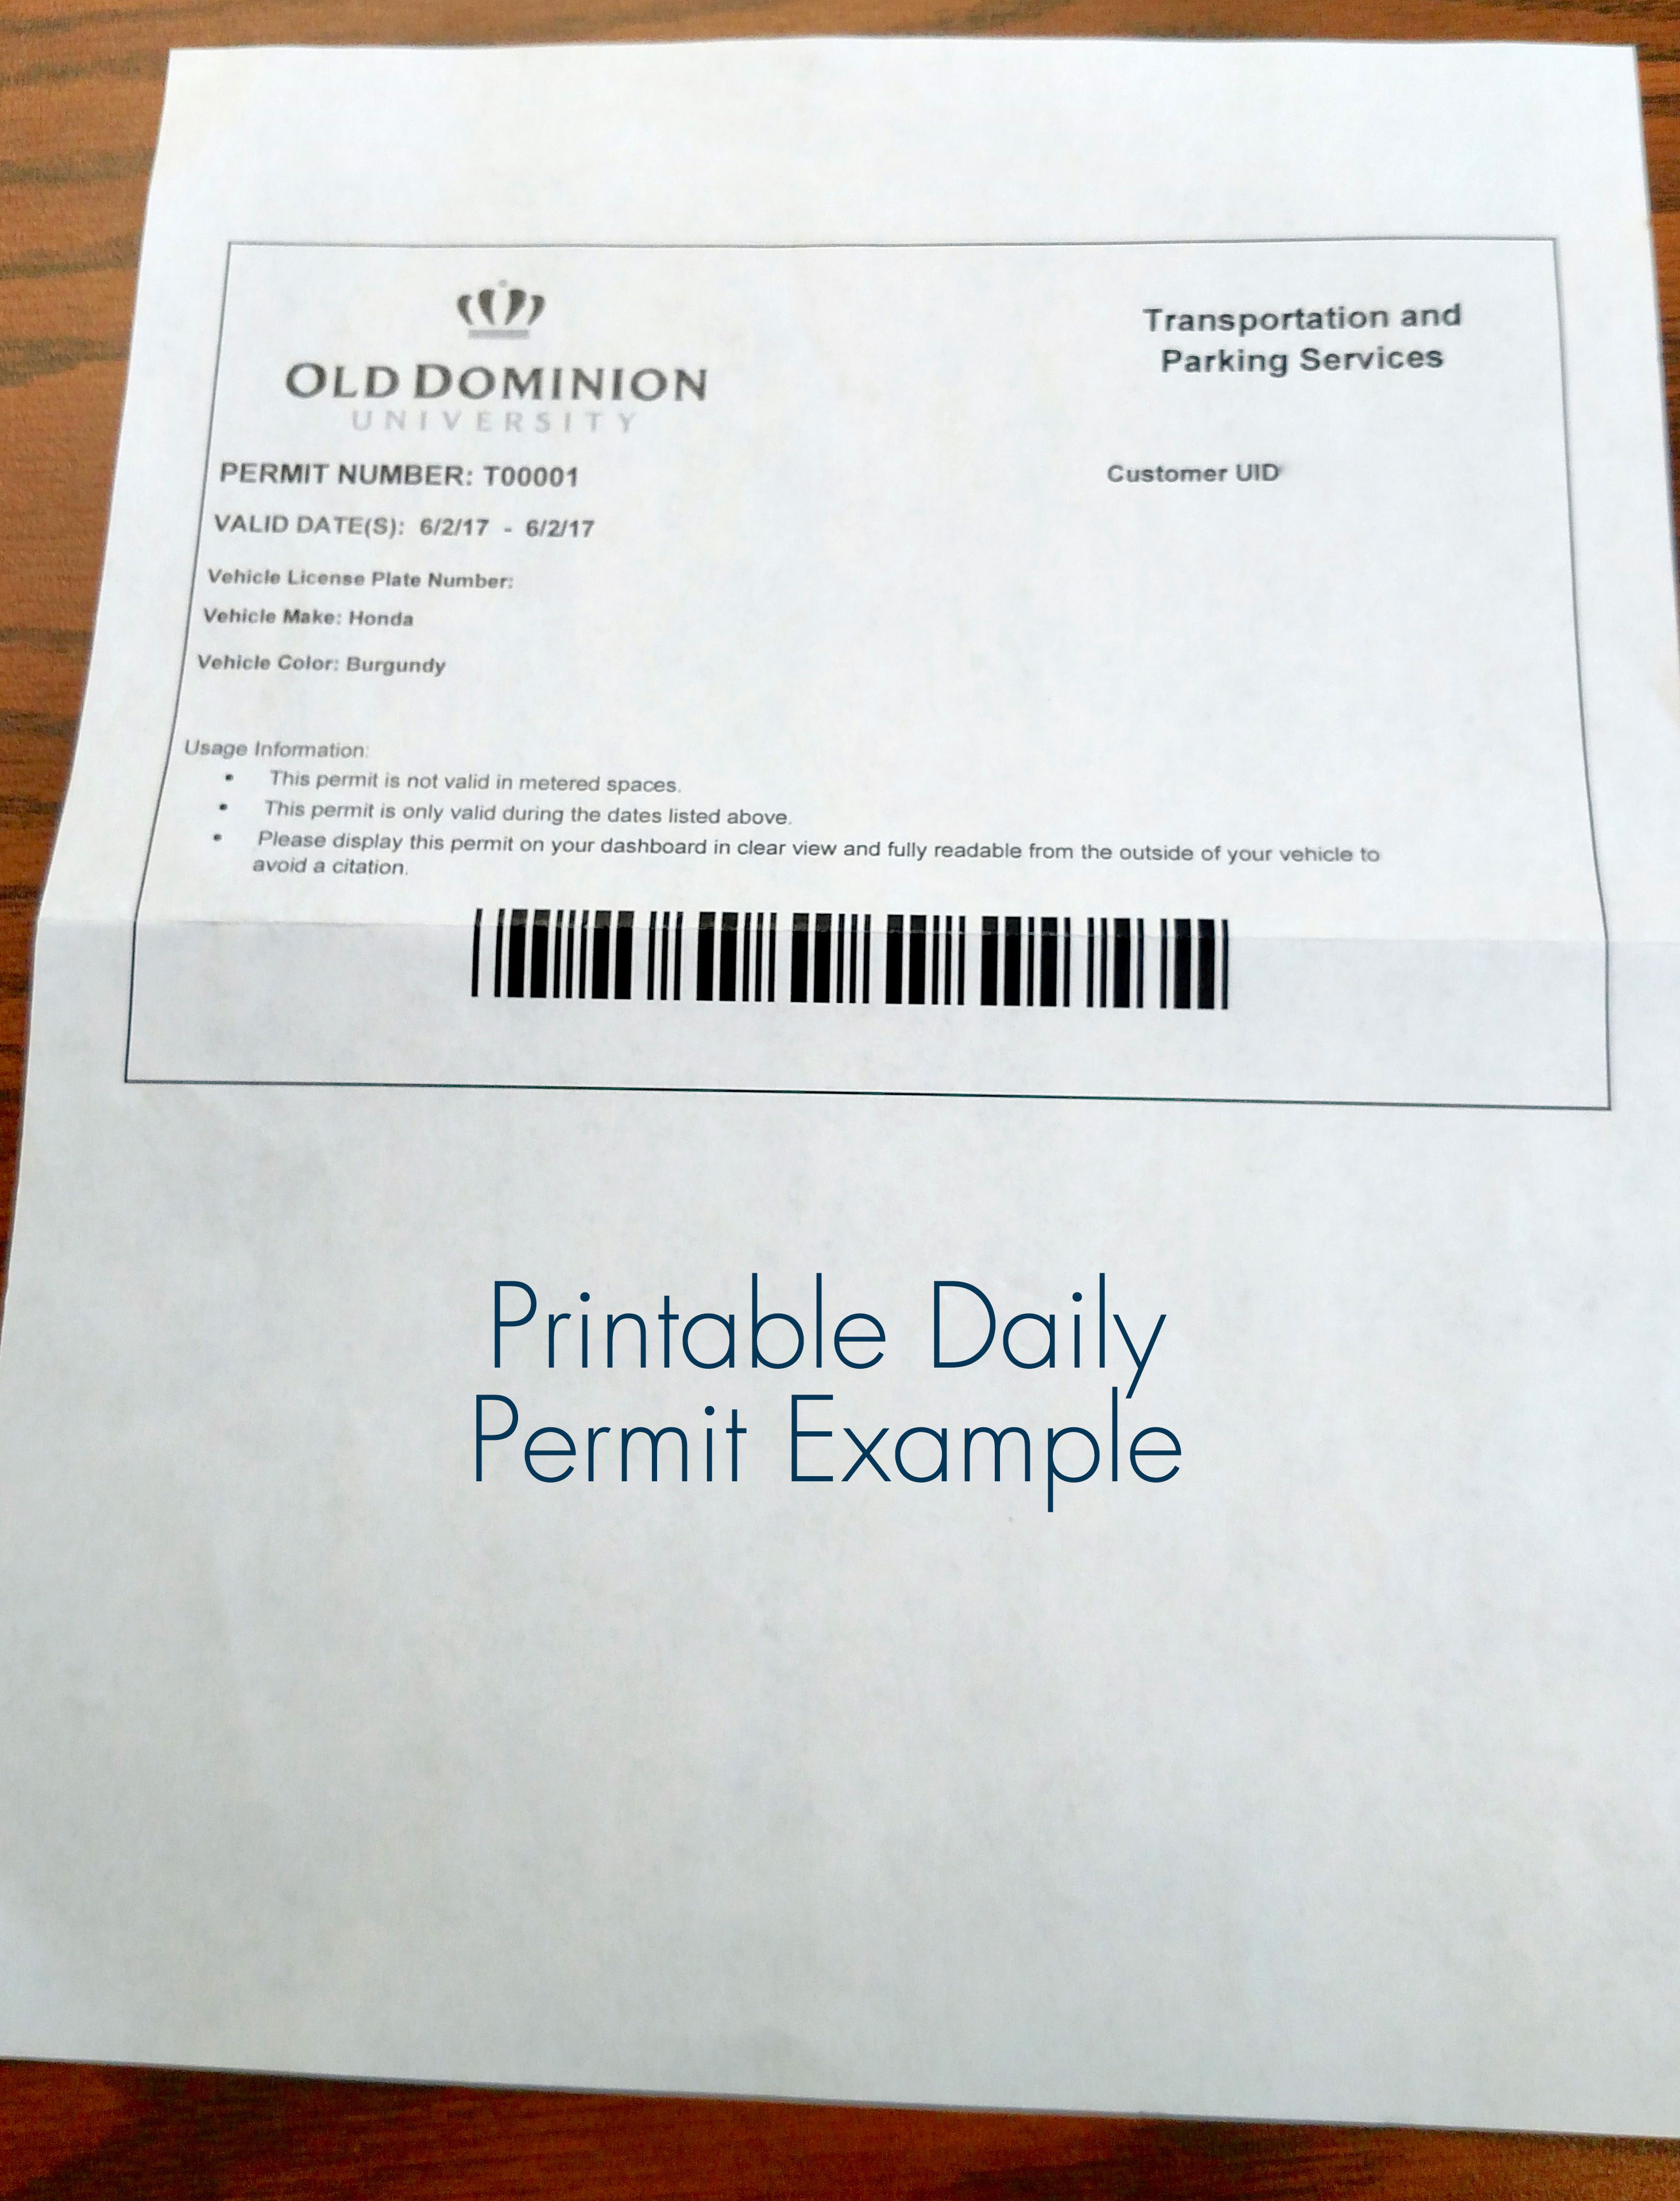 OLD DOMINION
UNIVERSITY
Transportation and
Parking Services
PERMIT NUMBER: T00001
Customer UID
VALID DATE(S): 6/2/17 - 6/2/17
Vehicle License Plate Number:
Vehicle Make: Honda
Vehicle Color: Burgundy
Usage Information:
• This permit is not valid in metered spaces.
• This permit is only valid during the dates listed above.
• Please display this permit on your dashboard in clear view and fully readable from the outside of your vehicle to
avoid a citation.
Printable Daily
Permit Example